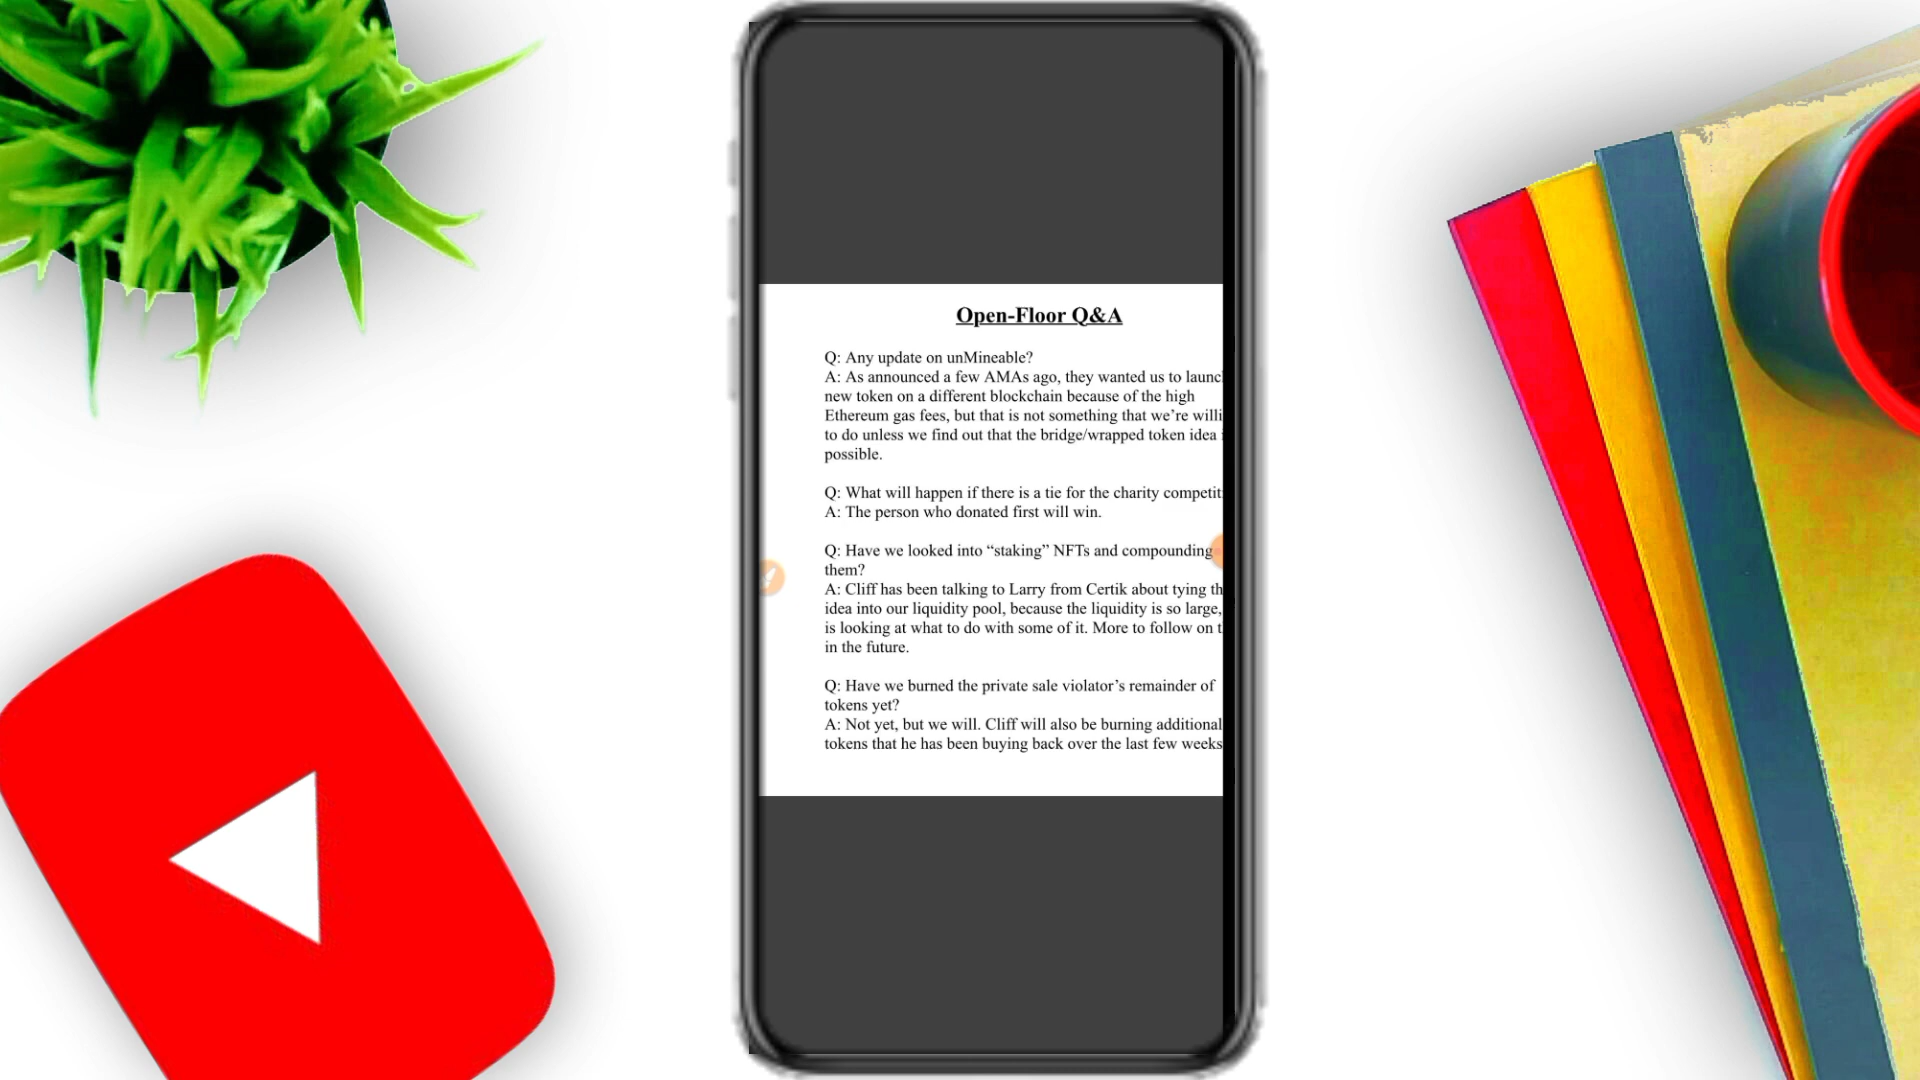 Open-Floor Q&A
Q: Any update on unMineable?
A: As announced a few AMAs ago, they wanted us to launc
new token on a different blockchain because of the high
Ethereum gas fees, but that is not something that we’re willi
to do unless we find out that the bridge/wrapped token idea
possible.
Q: What will happen if there is a tie for the charity competit
A: The person who donated first will win.
Q: Have we looked into “staking” NFTs and compounding
them?
A: Cliff has been talking to Larry from Certik about tying th
idea into our liquidity pool, because the liquidity is so large,
is looking at what to do with some of it. More to follow on t
in the future.
Q: Have we burned the private sale violator’s remainder of
tokens yet?
A: Not yet, but we will. Cliff will also be burning additional
tokens that he has been buying back over the last few weeks